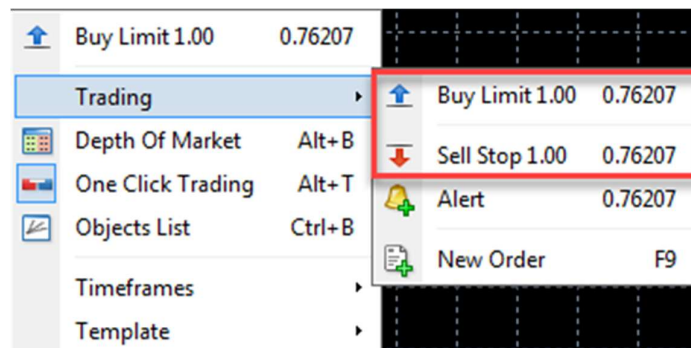 Buy Limit 1.00 0.76207
Trading
Depth Of Market Alt+B
One Click Trading Alt+T
Objects List Ctrl+B
Timeframes
Template
Buy Limit 1.00 0.76207
Sell Stop 1.00 0.76207
Alert 0.76207
New Order F9